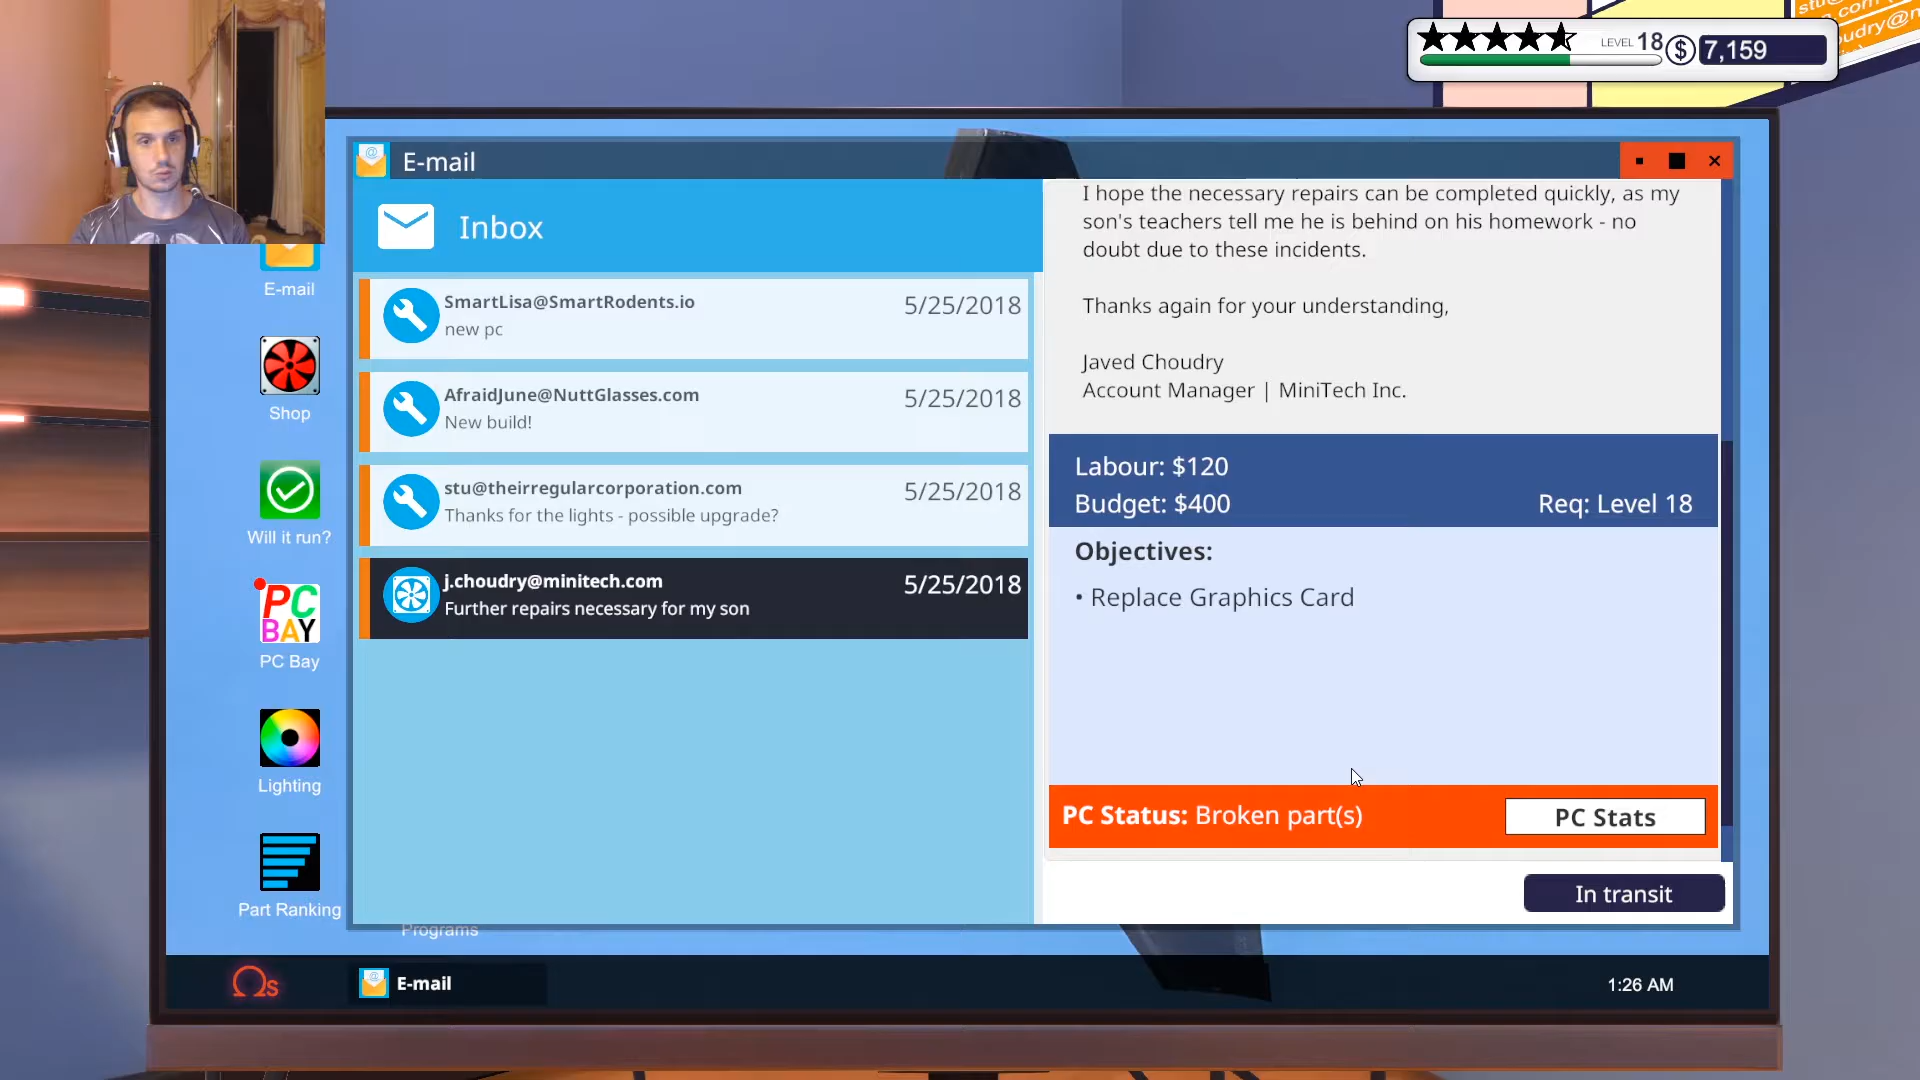 LEVEL 18
$ 7,159
E-mail
Inbox
SmartLisa@SmartRodents.io
5/25/2018
new pc
AfraidJune@NuttGlasses.com
5/25/2018
New build!
stu@theirregularcorporation.com
5/25/2018
Thanks for the lights - possible upgrade?
j.choudry@minitech.com
5/25/2018
Further repairs necessary for my son
I hope the necessary repairs can be completed quickly, as my
son's teachers tell me he is behind on his homework - no
doubt due to these incidents.
Thanks again for your understanding,
Javed Choudry
Account Manager | MiniTech Inc.
Labour: $120
Budget: $400
Req: Level 18
Objectives:
• Replace Graphics Card
PC Status: Broken part(s)
PC Stats
In transit
E-mail
Shop
Will it run?
PC
BAY
PC Bay
Lighting
Part Ranking
Programs
Ωs
E-mail
1:26 AM